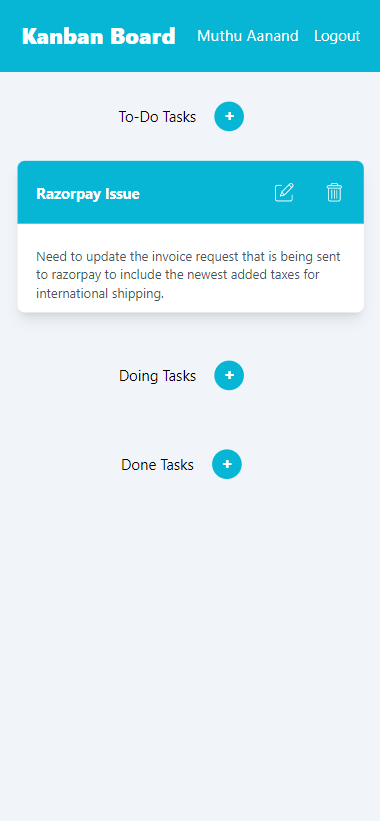 Kanban Board Muthu Aanand Logout
To-Do Tasks +
Razorpay Issue
Need to update the invoice request that is being sent
to razorpay to include the newest added taxes for
international shipping.
Doing Tasks +
Done Tasks +